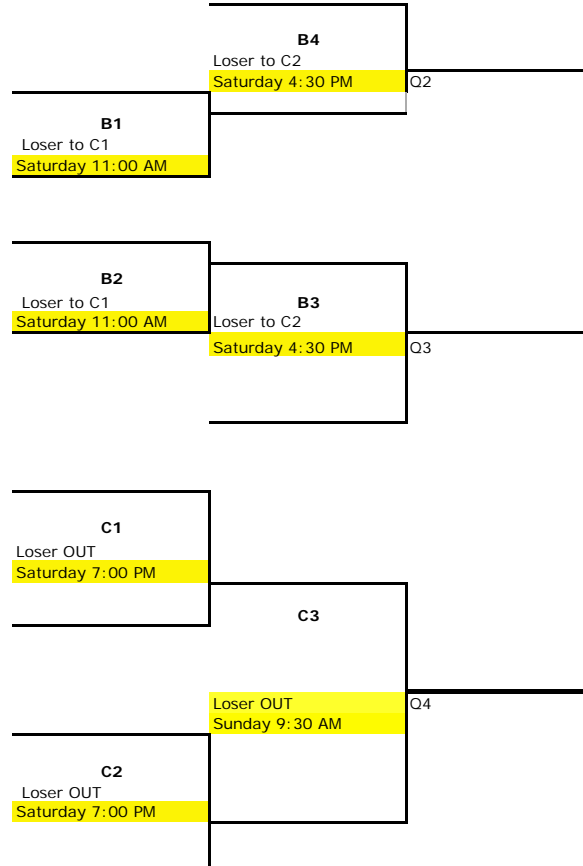 B4
Loser to C2
Saturday 4:30 PM
Q2
B1
Loser to C1
Saturday 11:00 AM
B2
Loser to C1
Saturday 11:00 AM
B3
Loser to C2
Saturday 4:30 PM
Q3
C1
Loser OUT
Saturday 7:00 PM
C3
Loser OUT
Sunday 9:30 AM
Q4
C2
Loser OUT
Saturday 7:00 PM